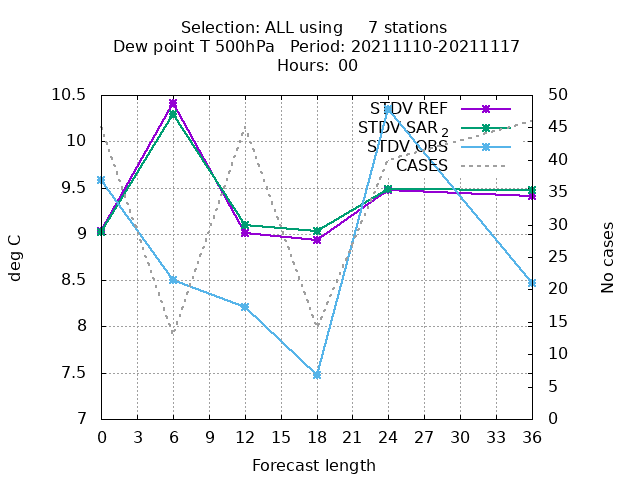 Selection: ALL using 7 stations
Dew point T 500hPa Period: 20211110-20211117
Hours: 00
STDV REF
STDV SAR 2
STDV OBS
CASES
10.5
10
9.5
9
8.5
8
7.5
7
50
45
40
35
30
25
20
15
10
5
0
deg C
No cases
0 3 6 9 12 15 18 21 24 27 30 33 36
Forecast length